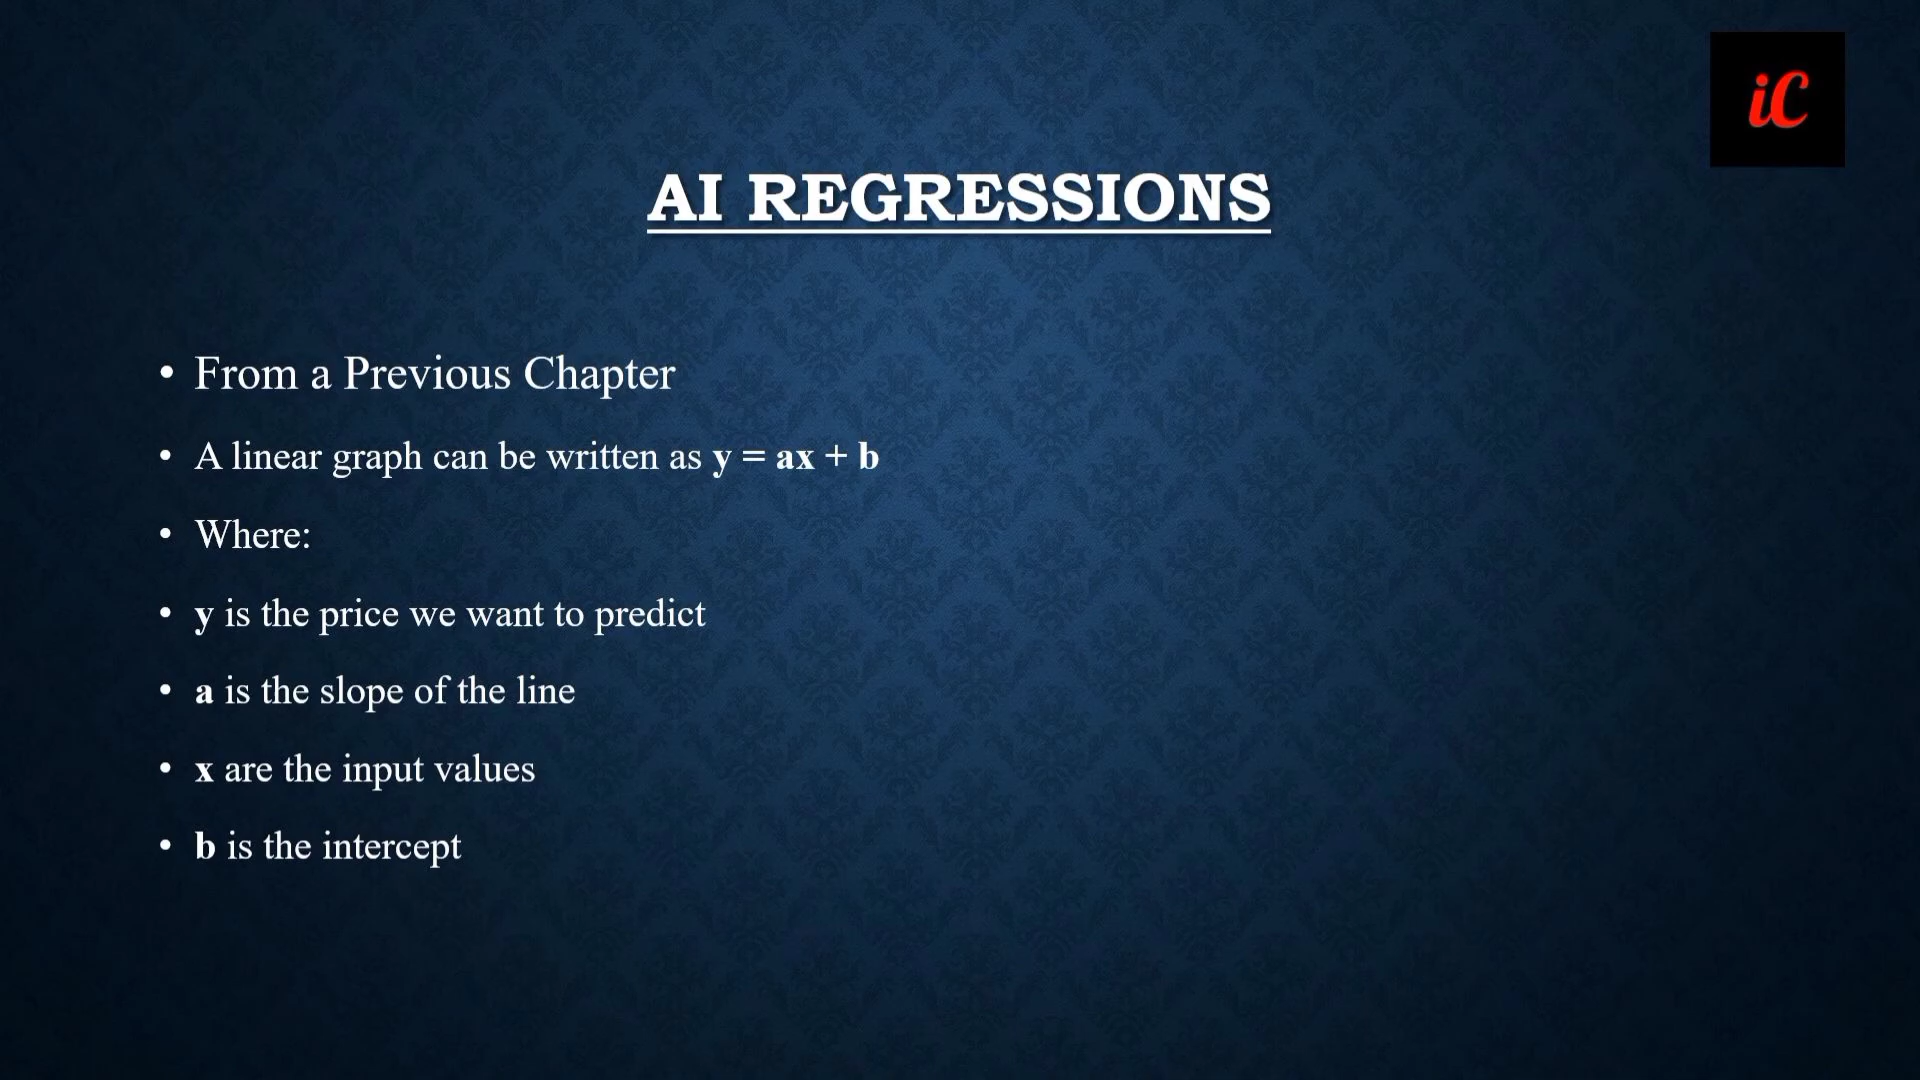 iC
AI REGRESSIONS
• From a Previous Chapter
• A linear graph can be written as y = ax + b
• Where:
• y is the price we want to predict
• a is the slope of the line
• x are the input values
• b is the intercept